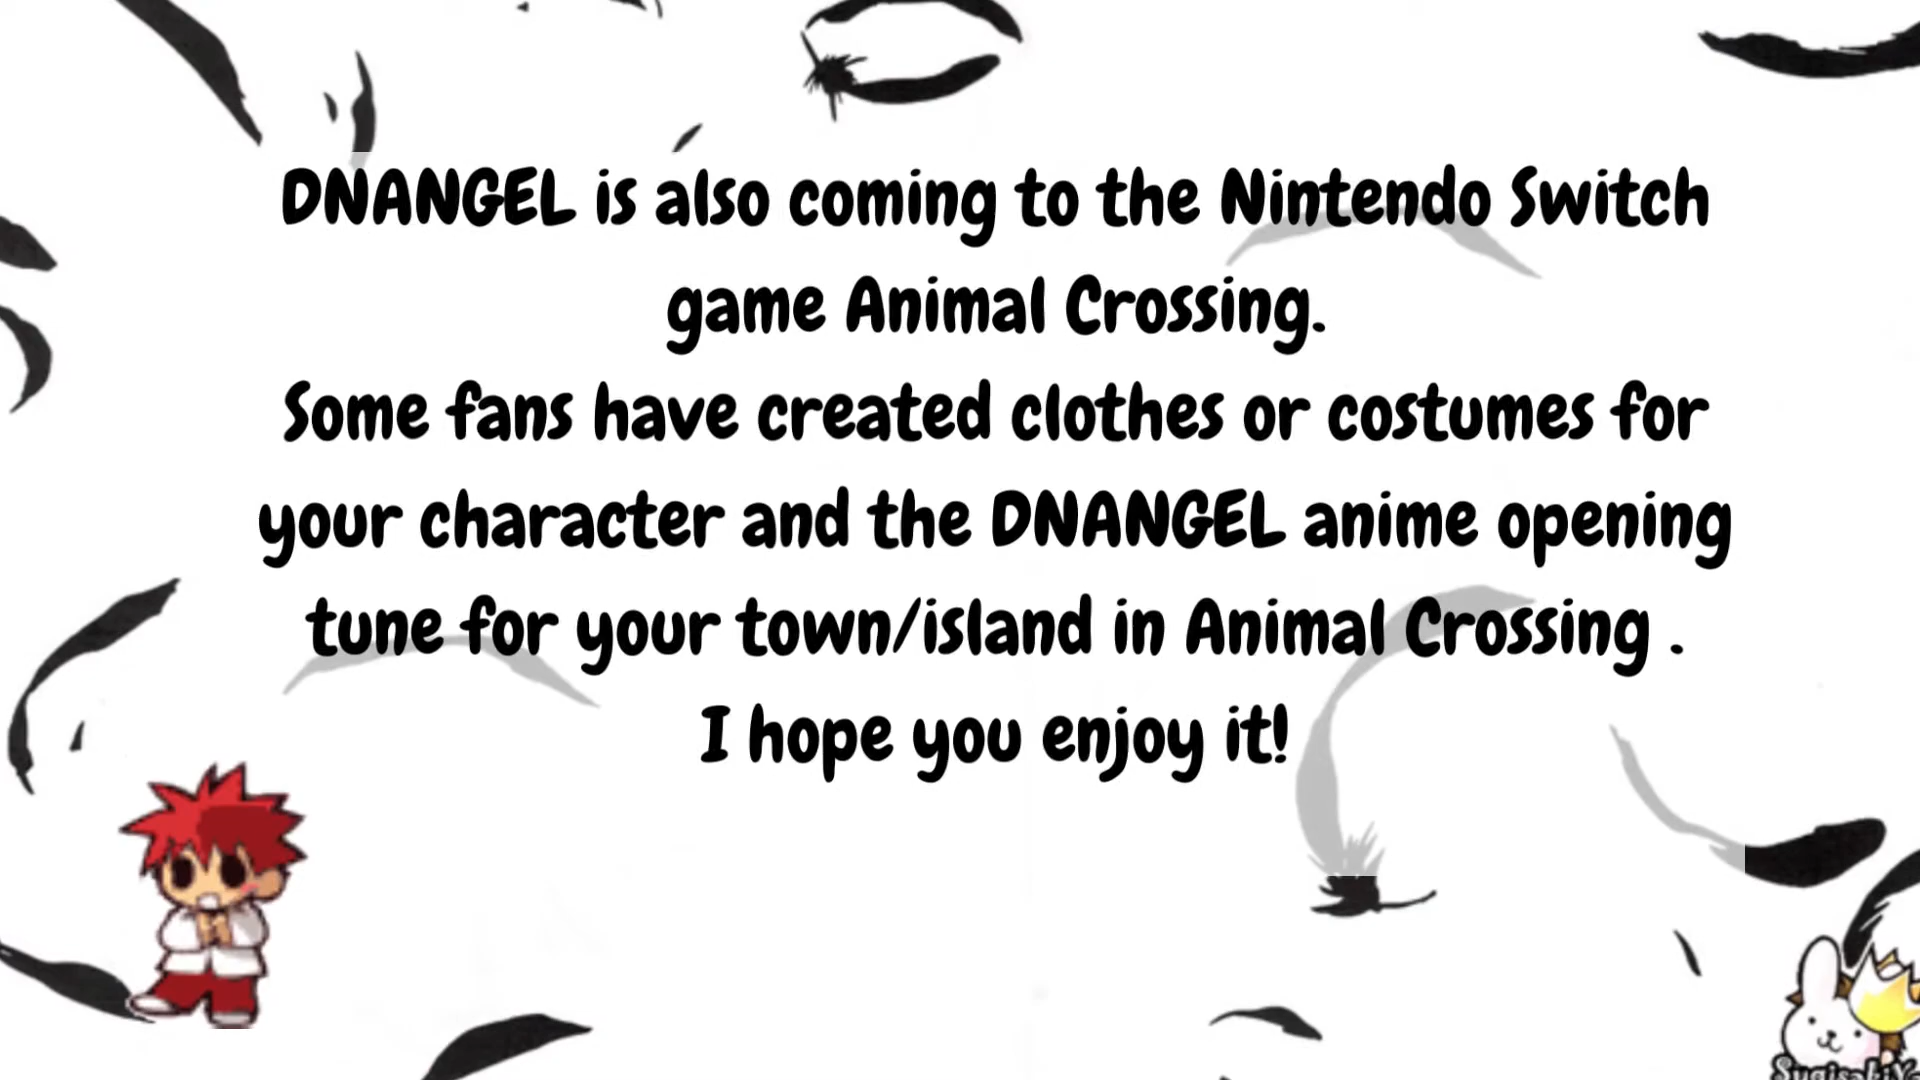 DNANGEL is also coming to the Nintendo Switch
game Animal Crossing.
Some fans have created clothes or costumes for
your character and the DNANGEL anime opening
tune for your town/island in Animal Crossing .
I hope you enjoy it!